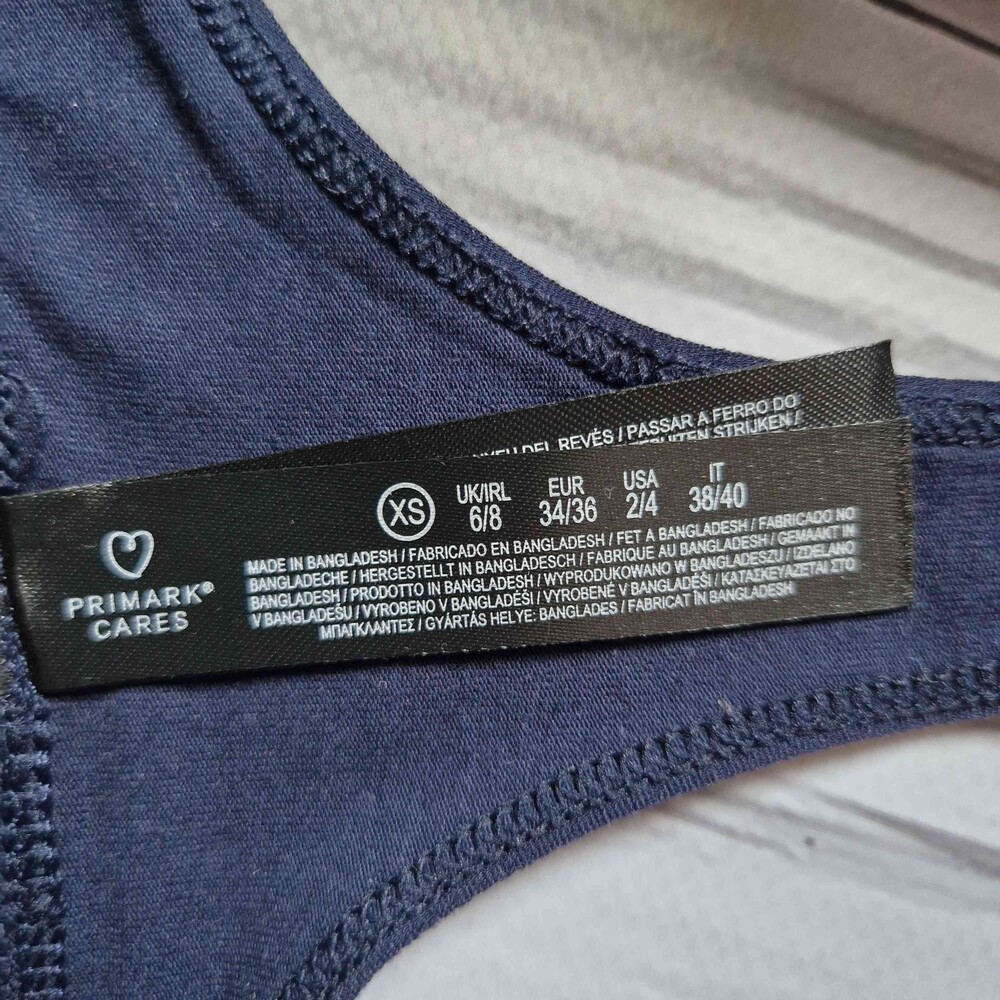 DEL REVÉS / PASSAR A FERRO DO
STRIJKEN /
XS
UK/IRL EUR USA IT
6/8 34/36 2/4 38/40
PRIMARK®
CARES
MADE IN BANGLADESH / FABRICADO EN BANGLADESH / FET A BANGLADESH / FABRICADO NO
BANGLADECHE / HERGESTELLT IN BANGLADESCH / FABRIQUE AU BANGLADESH / GEMAAKT IN
BANGLADESH / PRODOTTO IN BANGLADESH / WYPRODUKOWANO W BANGLADESZU / IZDELANO
V BANGLADEŠU / VYROBENO V BANGLADÉŠI / VYROBENÉ V BANGLADÉŠI / ΚΑΤΑΣΚΕΥΑΖΕΤΑΙ ΣΤΟ
ΜΠΑΓΚΛΑΝΤΕΣ / GYÁRTÁS HELYE: BANGLADES / FABRICAT ÎN BANGLADESH